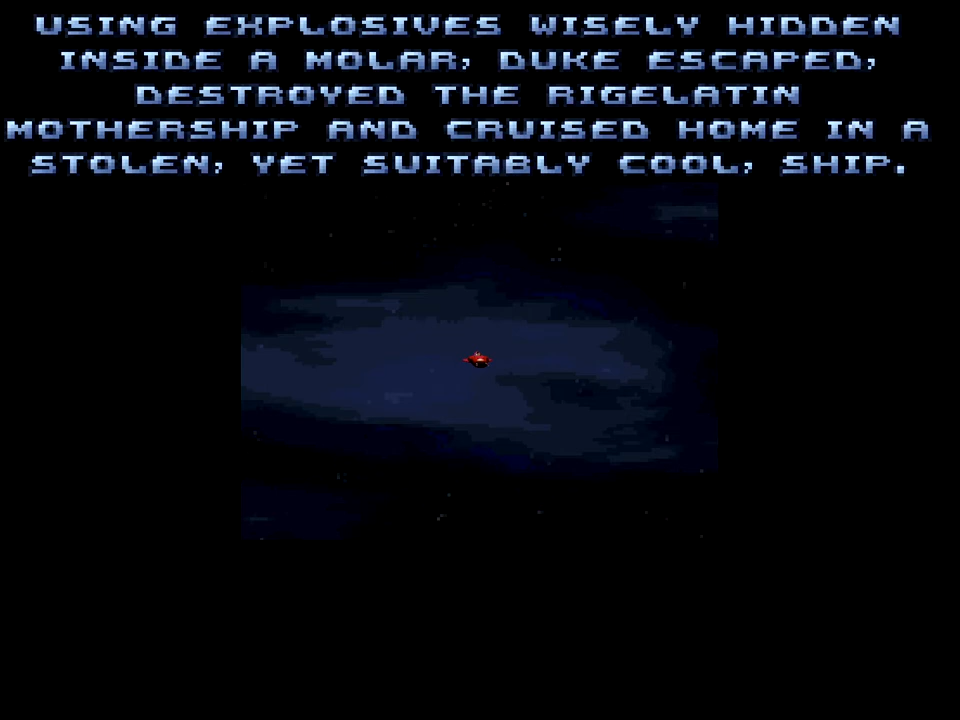 USING EXPLOSIVES WISELY HIDDEN
INSIDE A MOLAR, DUKE ESCAPED,
DESTROYED THE RIGELATIN
MOTHERSHIP AND CRUISED HOME IN A
STOLEN, YET SUITABLY COOL, SHIP.